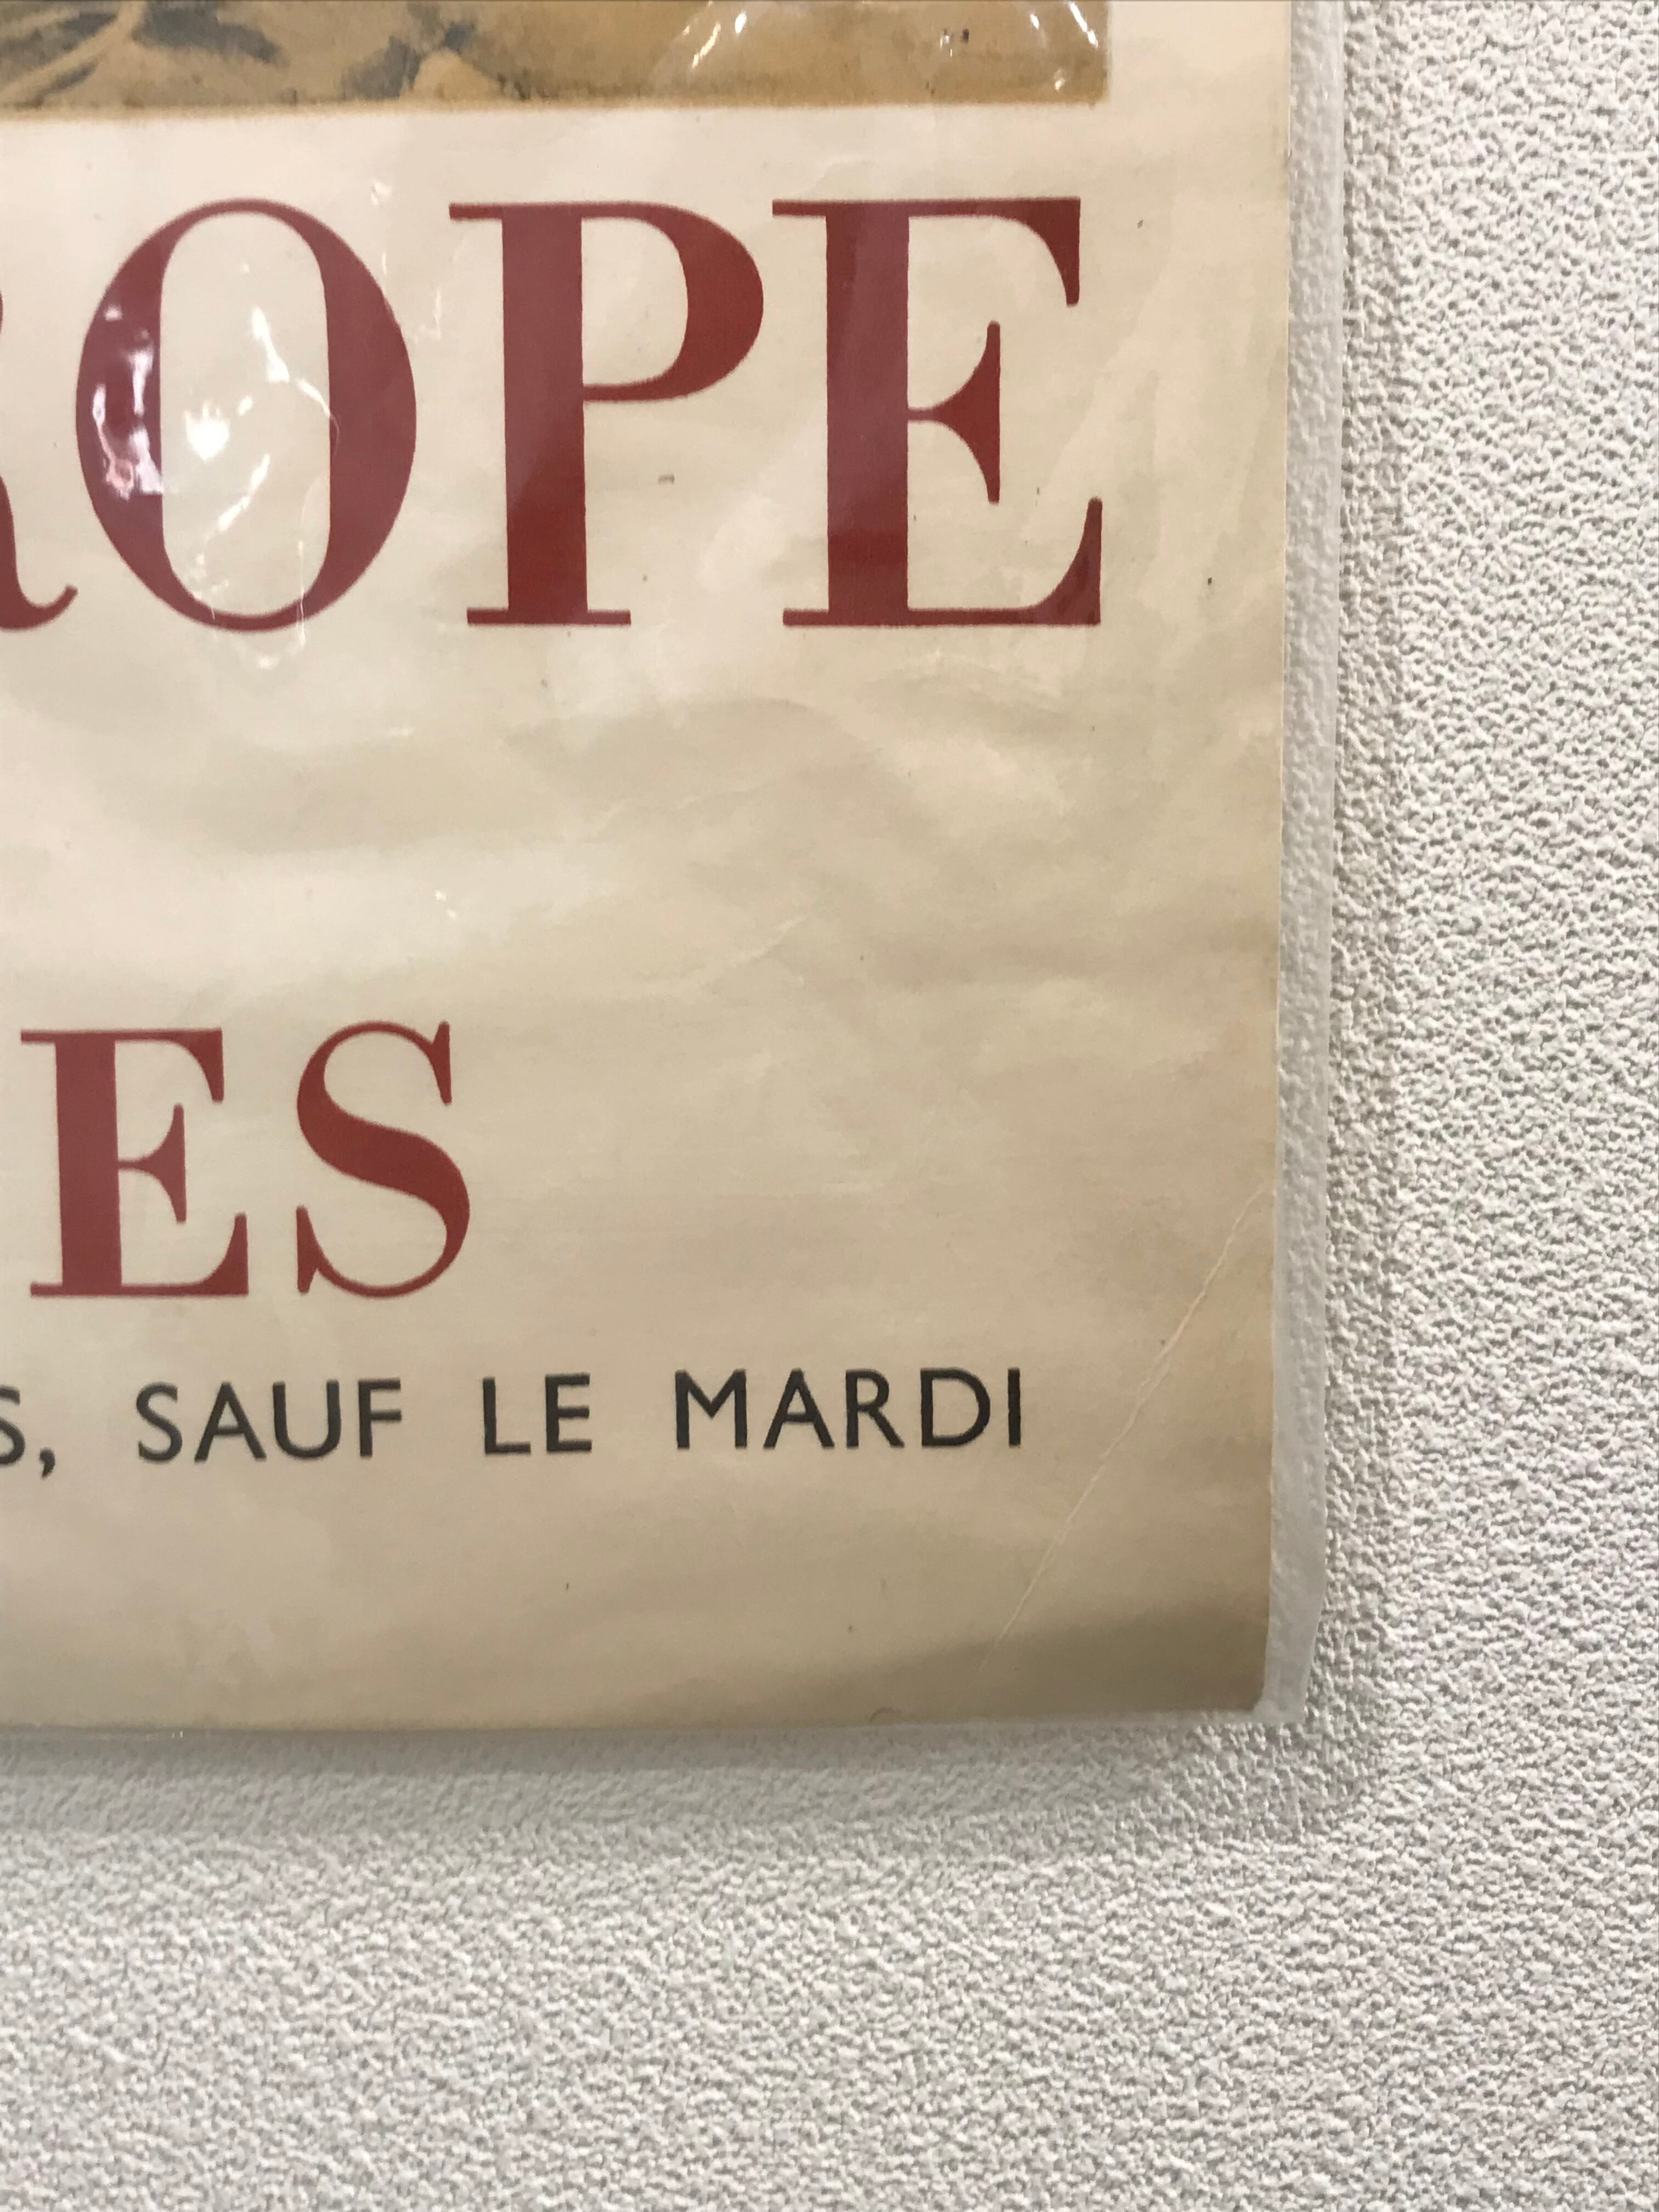 ROPE
ES
S, SAUF LE MARDI